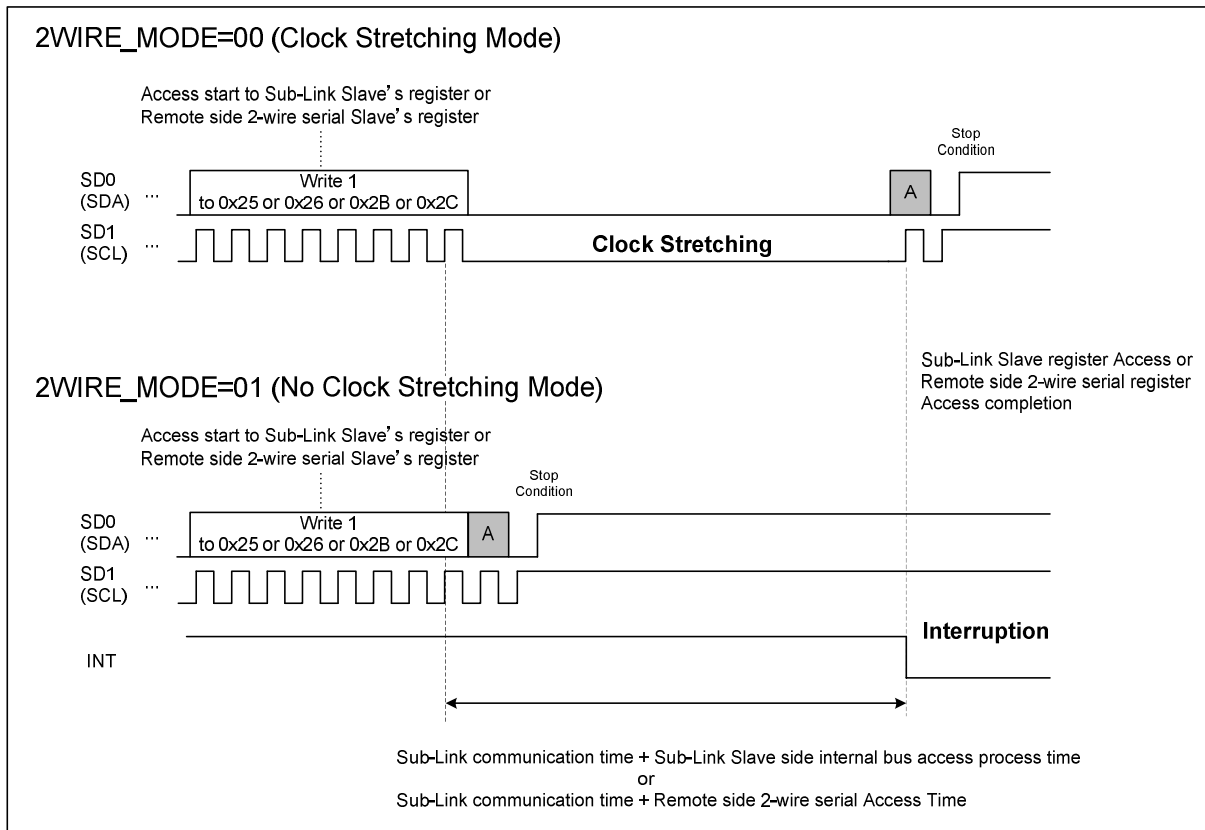 2WIRE_MODE=00 (Clock Stretching Mode)
Access start to Sub-Link Slave's register or
Remote side 2-wire serial Slave's register
Stop
Condition
SD0
(SDA) ...
Write 1
to 0x25 or 0x26 or 0x2B or 0x2C
A
SD1
(SCL) ...
Clock Stretching
Sub-Link Slave register Access or
Remote side 2-wire serial register
Access completion
2WIRE_MODE=01 (No Clock Stretching Mode)
Access start to Sub-Link Slave's register or
Remote side 2-wire serial Slave's register
Stop
Condition
SD0
(SDA) ...
Write 1
to 0x25 or 0x26 or 0x2B or 0x2C
A
SD1
(SCL) ...
Interruption
INT
Sub-Link communication time + Sub-Link Slave side internal bus access process time
or
Sub-Link communication time + Remote side 2-wire serial Access Time